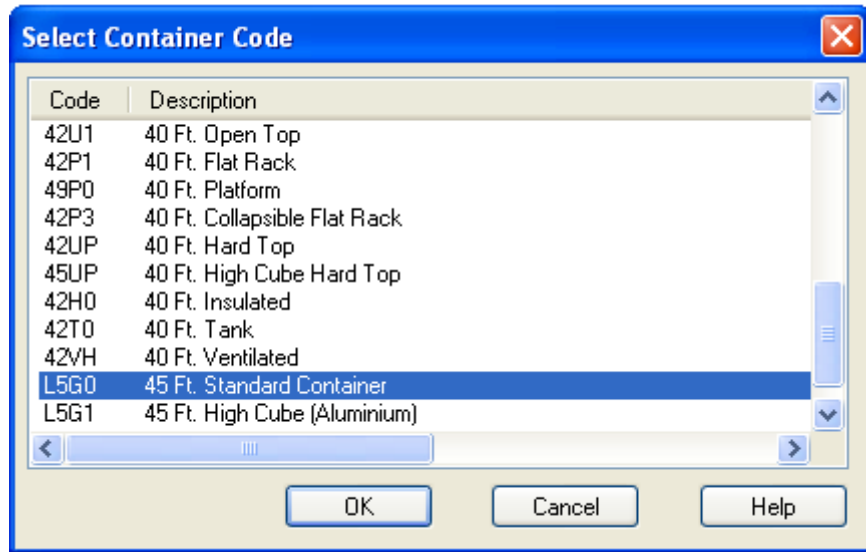 Select Container Code
Code Description
42U1 40 Ft. Open Top
42P1 40 Ft. Flat Rack
49P0 40 Ft. Platform
42P3 40 Ft. Collapsible Flat Rack
42UP 40 Ft. Hard Top
45UP 40 Ft. High Cube Hard Top
42H0 40 Ft. Insulated
42T0 40 Ft. Tank
42VH 40 Ft. Ventilated
L5G0 45 Ft. Standard Container
L5G1 45 Ft. High Cube (Aluminium)
OK Cancel Help